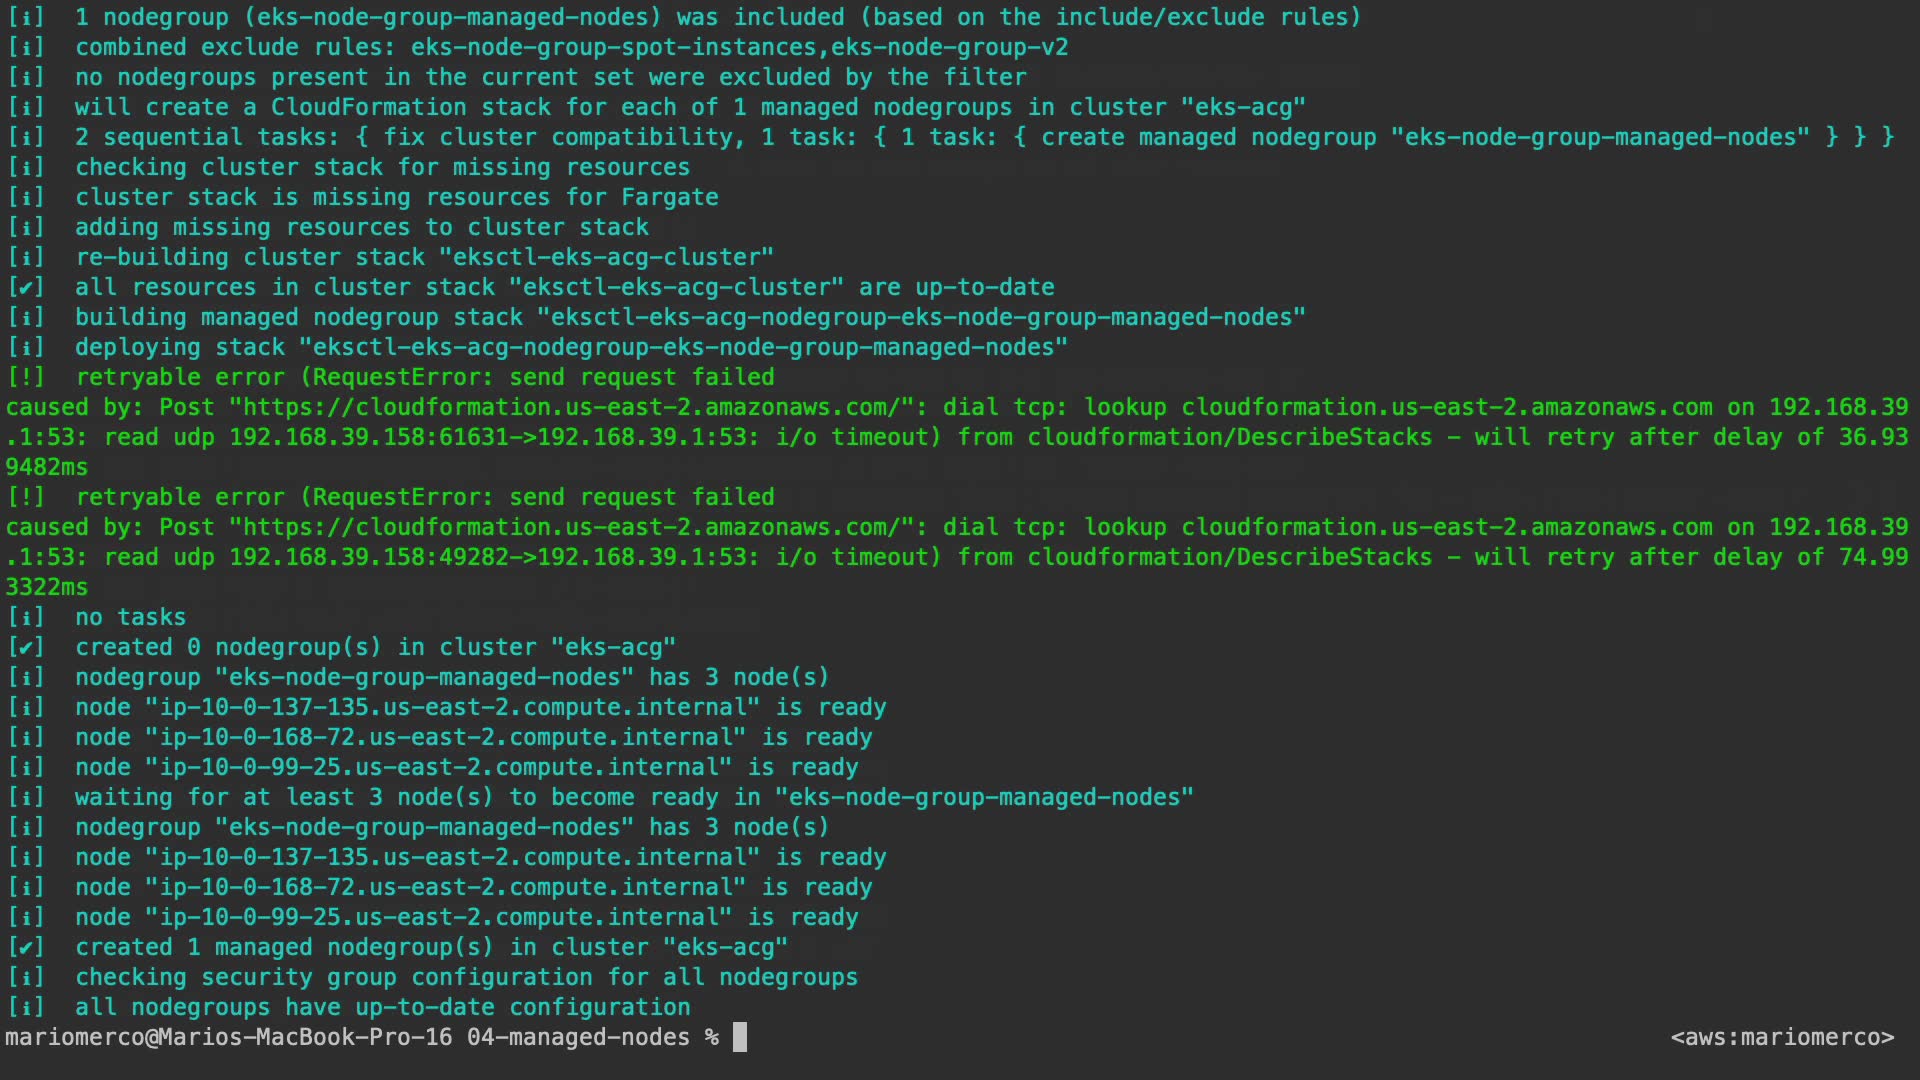 [ℹ]  1 nodegroup (eks-node-group-managed-nodes) was included (based on the include/exclude rules)
[ℹ]  combined exclude rules: eks-node-group-spot-instances,eks-node-group-v2
[ℹ]  no nodegroups present in the current set were excluded by the filter
[ℹ]  will create a CloudFormation stack for each of 1 managed nodegroups in cluster "eks-acg"
[ℹ]  2 sequential tasks: { fix cluster compatibility, 1 task: { 1 task: { create managed nodegroup "eks-node-group-managed-nodes" } } }
[ℹ]  checking cluster stack for missing resources
[ℹ]  cluster stack is missing resources for Fargate
[ℹ]  adding missing resources to cluster stack
[ℹ]  re-building cluster stack "eksctl-eks-acg-cluster"
[✔]  all resources in cluster stack "eksctl-eks-acg-cluster" are up-to-date
[ℹ]  building managed nodegroup stack "eksctl-eks-acg-nodegroup-eks-node-group-managed-nodes"
[ℹ]  deploying stack "eksctl-eks-acg-nodegroup-eks-node-group-managed-nodes"
[!]  retryable error (RequestError: send request failed
caused by: Post "https://cloudformation.us-east-2.amazonaws.com/": dial tcp: lookup cloudformation.us-east-2.amazonaws.com on 192.168.39
.1:53: read udp 192.168.39.158:61631->192.168.39.1:53: i/o timeout) from cloudformation/DescribeStacks - will retry after delay of 36.93
9482ms
[!]  retryable error (RequestError: send request failed
caused by: Post "https://cloudformation.us-east-2.amazonaws.com/": dial tcp: lookup cloudformation.us-east-2.amazonaws.com on 192.168.39
.1:53: read udp 192.168.39.158:49282->192.168.39.1:53: i/o timeout) from cloudformation/DescribeStacks - will retry after delay of 74.99
3322ms
[ℹ]  no tasks
[✔]  created 0 nodegroup(s) in cluster "eks-acg"
[ℹ]  nodegroup "eks-node-group-managed-nodes" has 3 node(s)
[ℹ]  node "ip-10-0-137-135.us-east-2.compute.internal" is ready
[ℹ]  node "ip-10-0-168-72.us-east-2.compute.internal" is ready
[ℹ]  node "ip-10-0-99-25.us-east-2.compute.internal" is ready
[ℹ]  waiting for at least 3 node(s) to become ready in "eks-node-group-managed-nodes"
[ℹ]  nodegroup "eks-node-group-managed-nodes" has 3 node(s)
[ℹ]  node "ip-10-0-137-135.us-east-2.compute.internal" is ready
[ℹ]  node "ip-10-0-168-72.us-east-2.compute.internal" is ready
[ℹ]  node "ip-10-0-99-25.us-east-2.compute.internal" is ready
[✔]  created 1 managed nodegroup(s) in cluster "eks-acg"
[ℹ]  checking security group configuration for all nodegroups
[ℹ]  all nodegroups have up-to-date configuration
mariomerco@Marios-MacBook-Pro-16 04-managed-nodes % <aws:mariomerco>